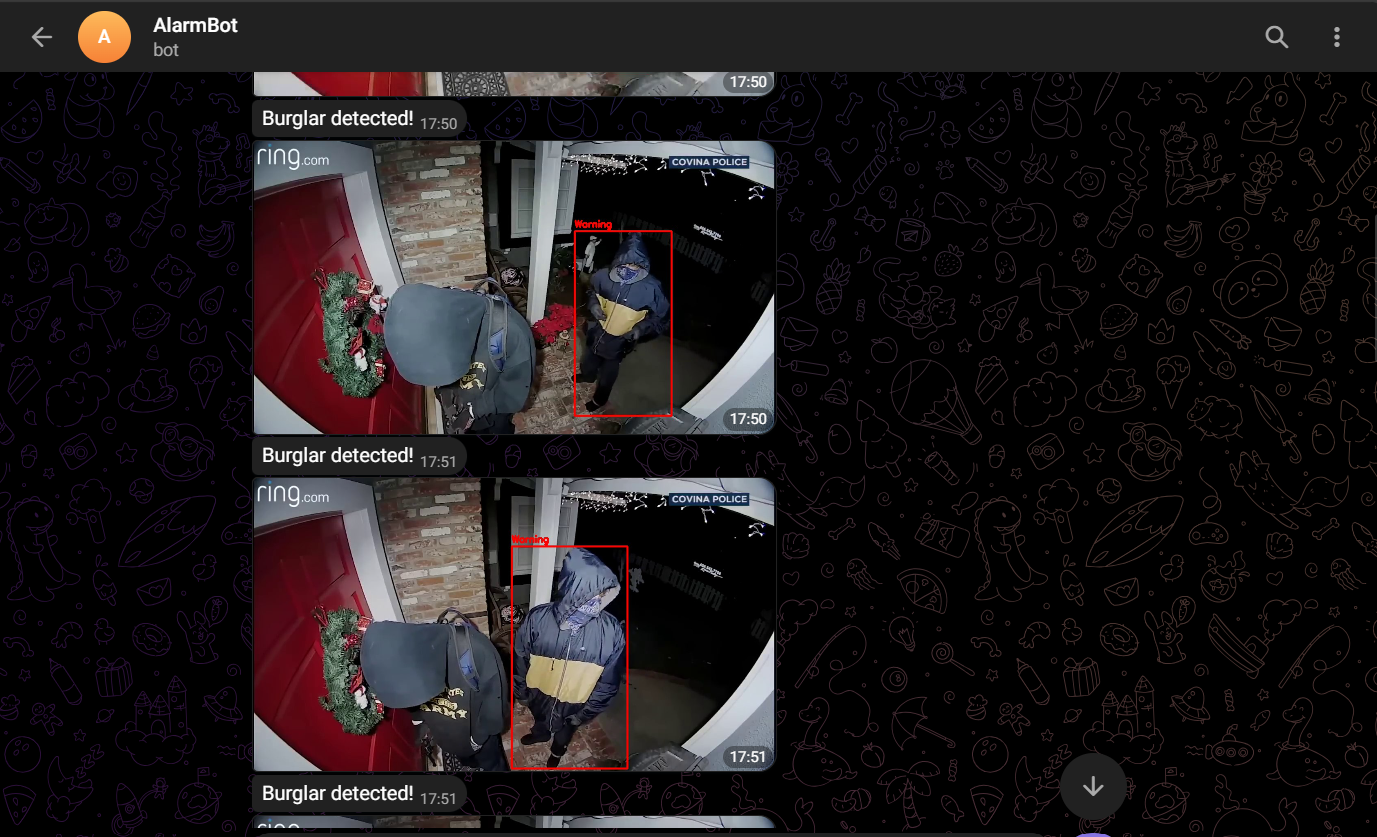 A
AlarmBot
bot
17:50
Burglar detected! 17:50
ring.com
COVINA POLICE
Warning
17:50
Burglar detected! 17:51
ring.com
COVINA POLICE
Warning
17:51
Burglar detected! 17:51